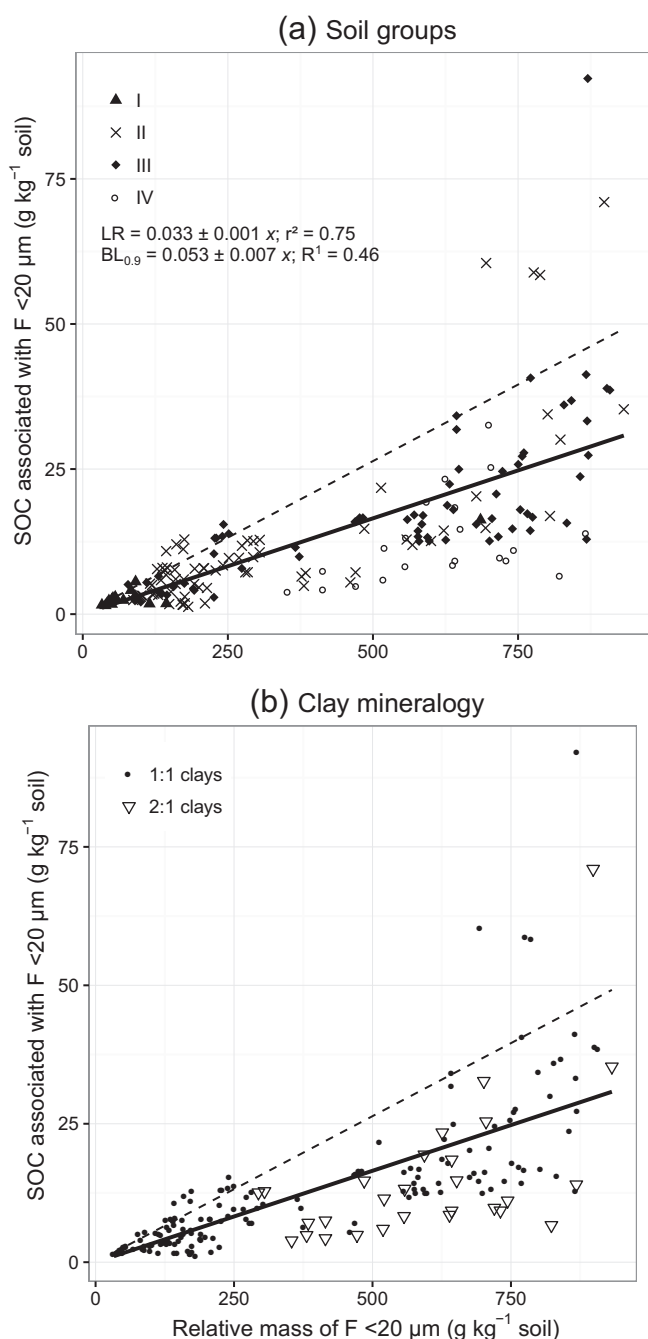 (a) Soil groups
SOC associated with F <20 µm (g kg⁻¹ soil)
I
II
III
IV
LR = 0.033 ± 0.001 x; r² = 0.75
BL₀.₉ = 0.053 ± 0.007 x; R¹ = 0.46
75
50
25
0
0 250 500 750
(b) Clay mineralogy
SOC associated with F <20 µm (g kg⁻¹ soil)
1:1 clays
2:1 clays
75
50
25
0
0 250 500 750
Relative mass of F <20 µm (g kg⁻¹ soil)